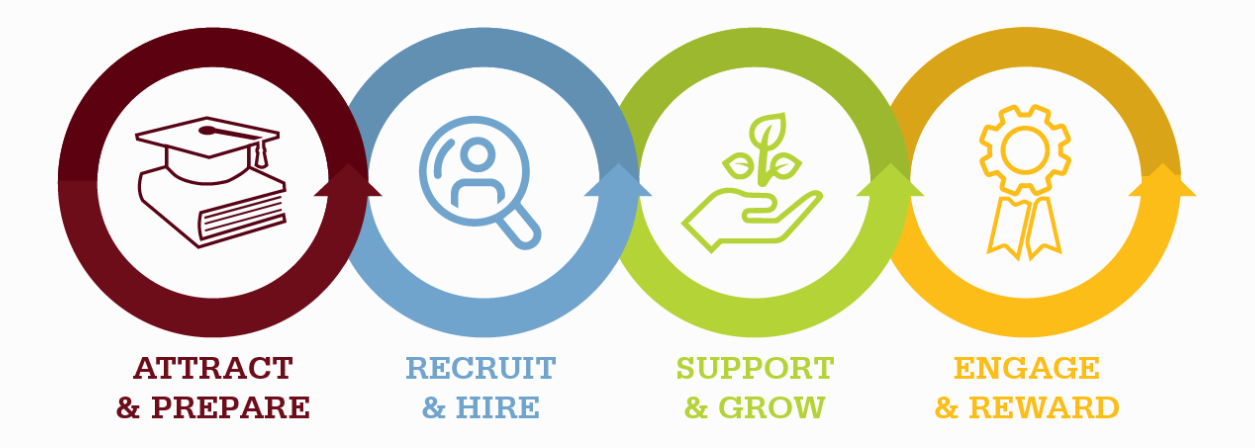 ATTRACT
& PREPARE
RECRUIT
& HIRE
SUPPORT
& GROW
ENGAGE
& REWARD